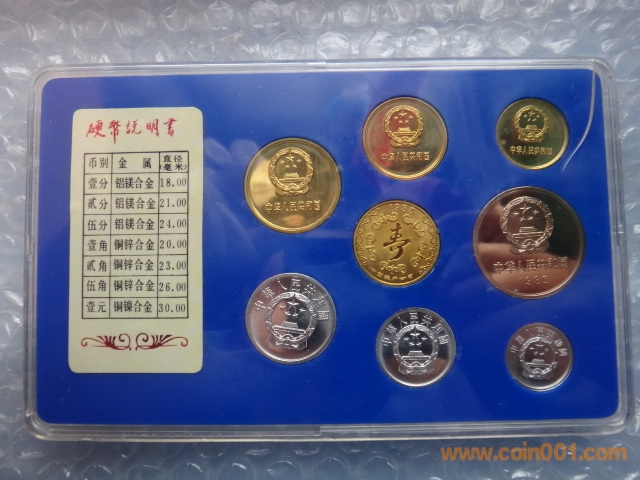 硬幣説明書
币别 金属 直径(毫米)
壹分 铝镁合金 18.00
贰分 铝镁合金 21.00
伍分 铝镁合金 24.00
壹角 铜锌合金 20.00
贰角 铜锌合金 23.00
伍角 铜锌合金 26.00
壹元 铜镍合金 30.00
中华人民共和国
中华人民共和国
中华人民共和国
寿
中华人民共和国
中华人民共和國
中华人民共和國
中华人民共和國
www.coin001.com